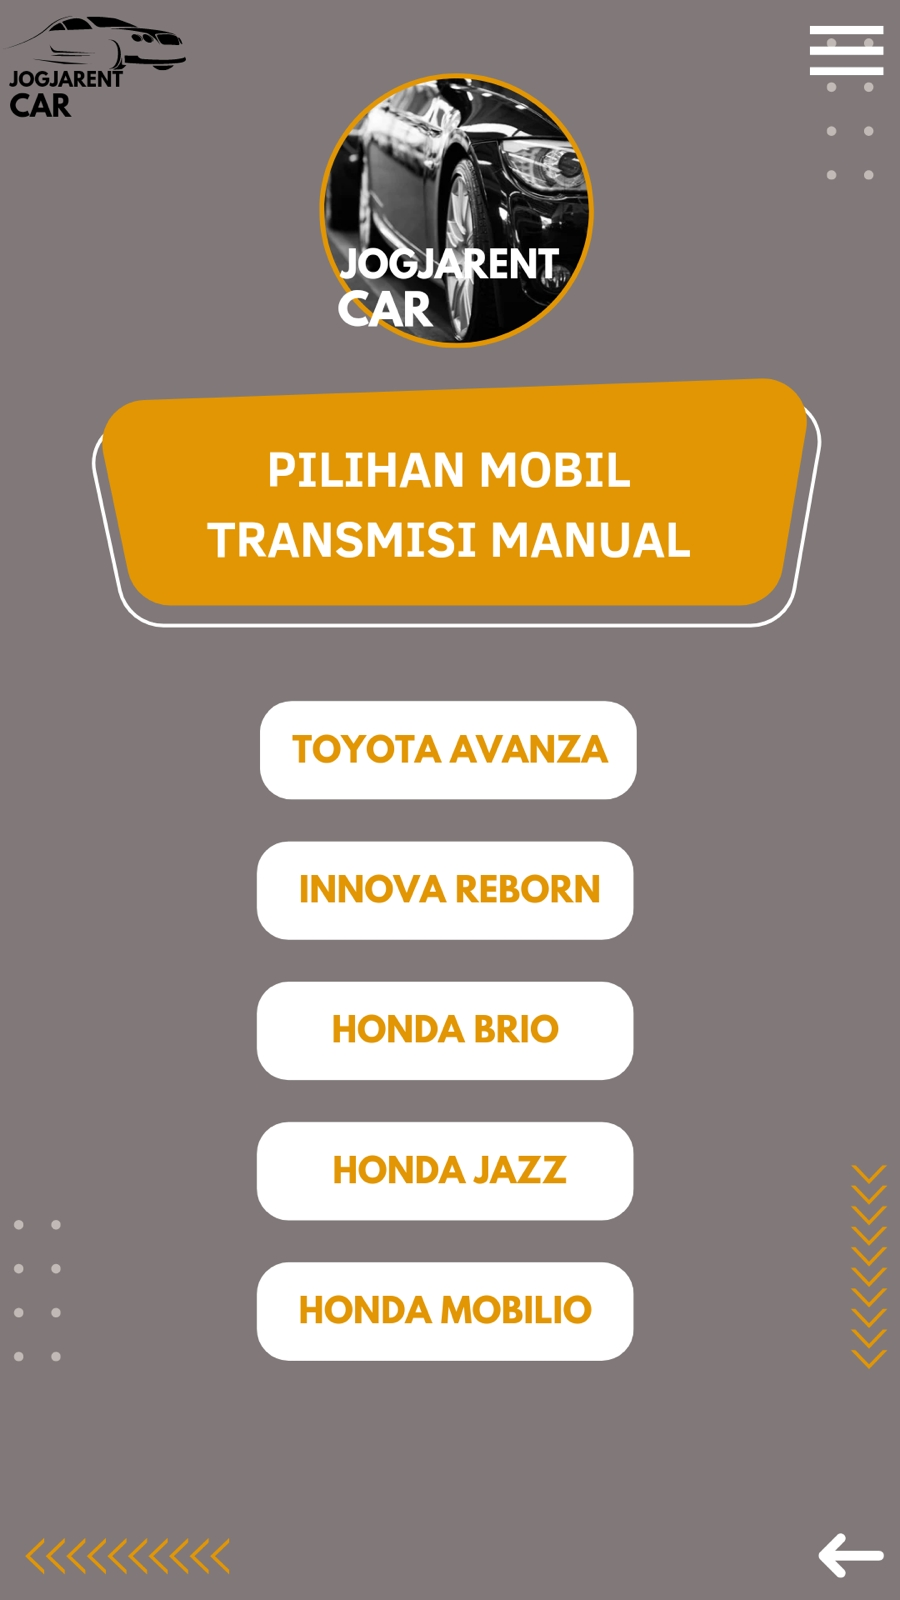 JOGJARENT
CAR
JOGJARENT
CAR
PILIHAN MOBIL
TRANSMISI MANUAL
TOYOTA AVANZA
INNOVA REBORN
HONDA BRIO
HONDA JAZZ
HONDA MOBILIO